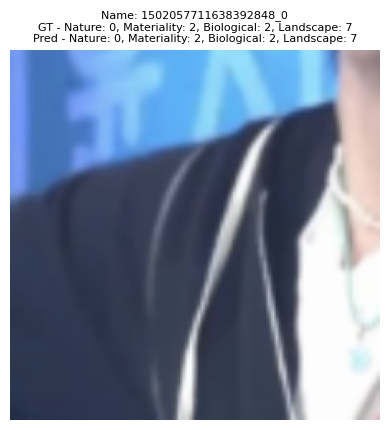 Name: 1502057711638392848_0
GT - Nature: 0, Materiality: 2, Biological: 2, Landscape: 7
Pred - Nature: 0, Materiality: 2, Biological: 2, Landscape: 7